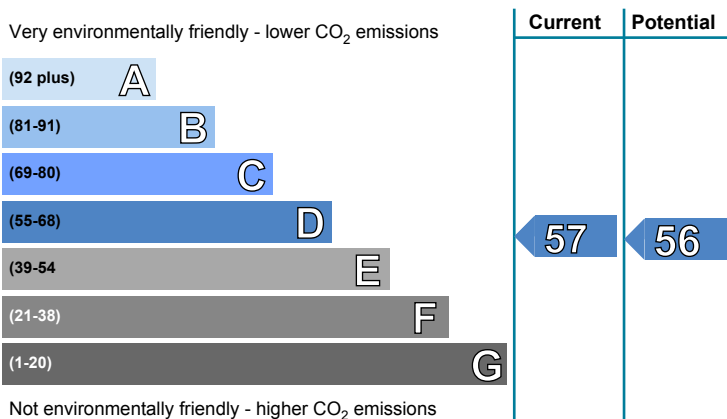 Current Potential
Very environmentally friendly - lower CO2 emissions
(92 plus) A
(81-91) B
(69-80) C
(55-68) D
57 56
(39-54 E
(21-38) F
(1-20) G
Not environmentally friendly - higher CO2 emissions